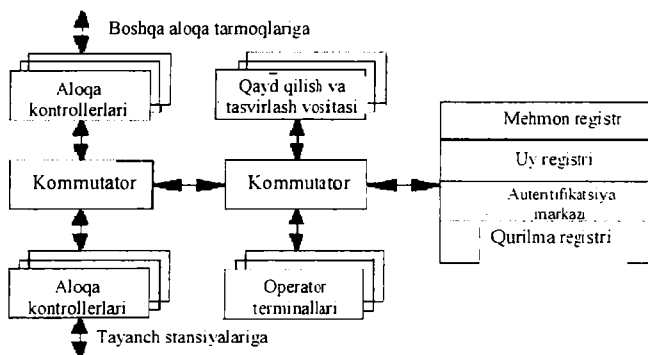 Boshqa aloqa tarmoqlariga
Aloqa
kontrollerlari
Qayd qilish va
tasvirlash vositasi
Mehmon registr
Uy registri
Autentifikatsiya
markazi
Qurilma registri
Kommutator
Kommutator
Aloqa
kontrollerlari
Operator
terminallari
Tayanch stansiyalariga